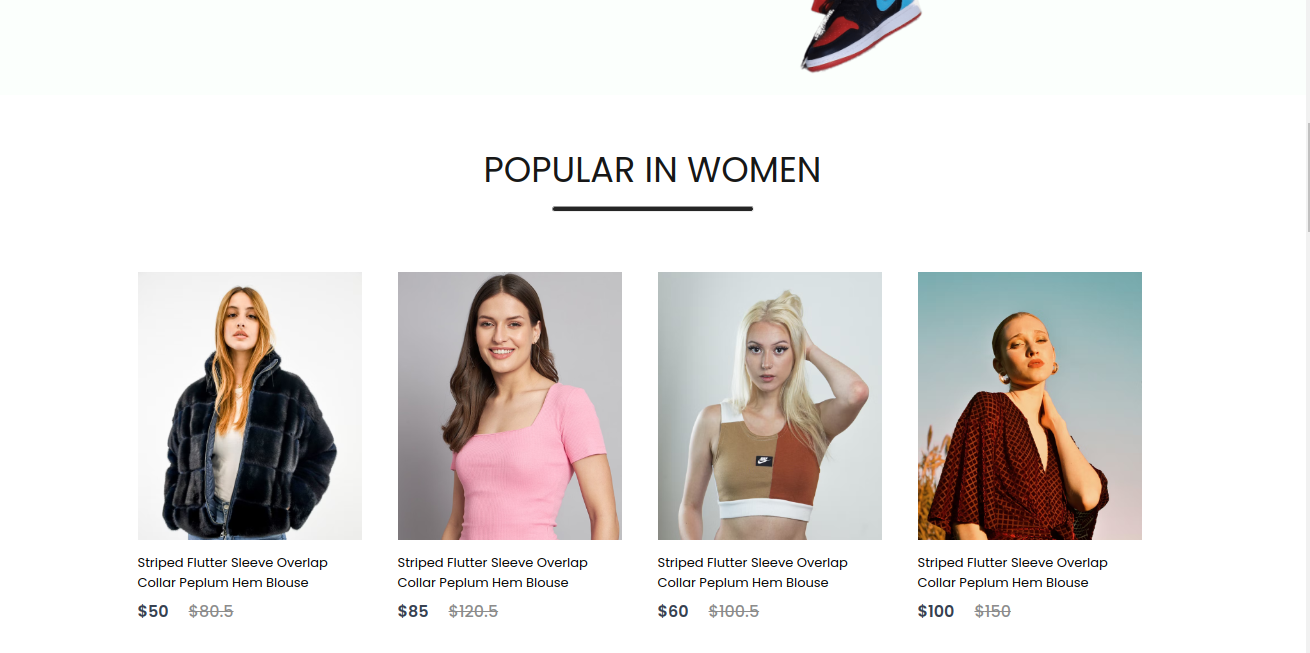 POPULAR IN WOMEN
Striped Flutter Sleeve Overlap
Collar Peplum Hem Blouse
$50 $80.5
Striped Flutter Sleeve Overlap
Collar Peplum Hem Blouse
$85 $120.5
Striped Flutter Sleeve Overlap
Collar Peplum Hem Blouse
$60 $100.5
Striped Flutter Sleeve Overlap
Collar Peplum Hem Blouse
$100 $150